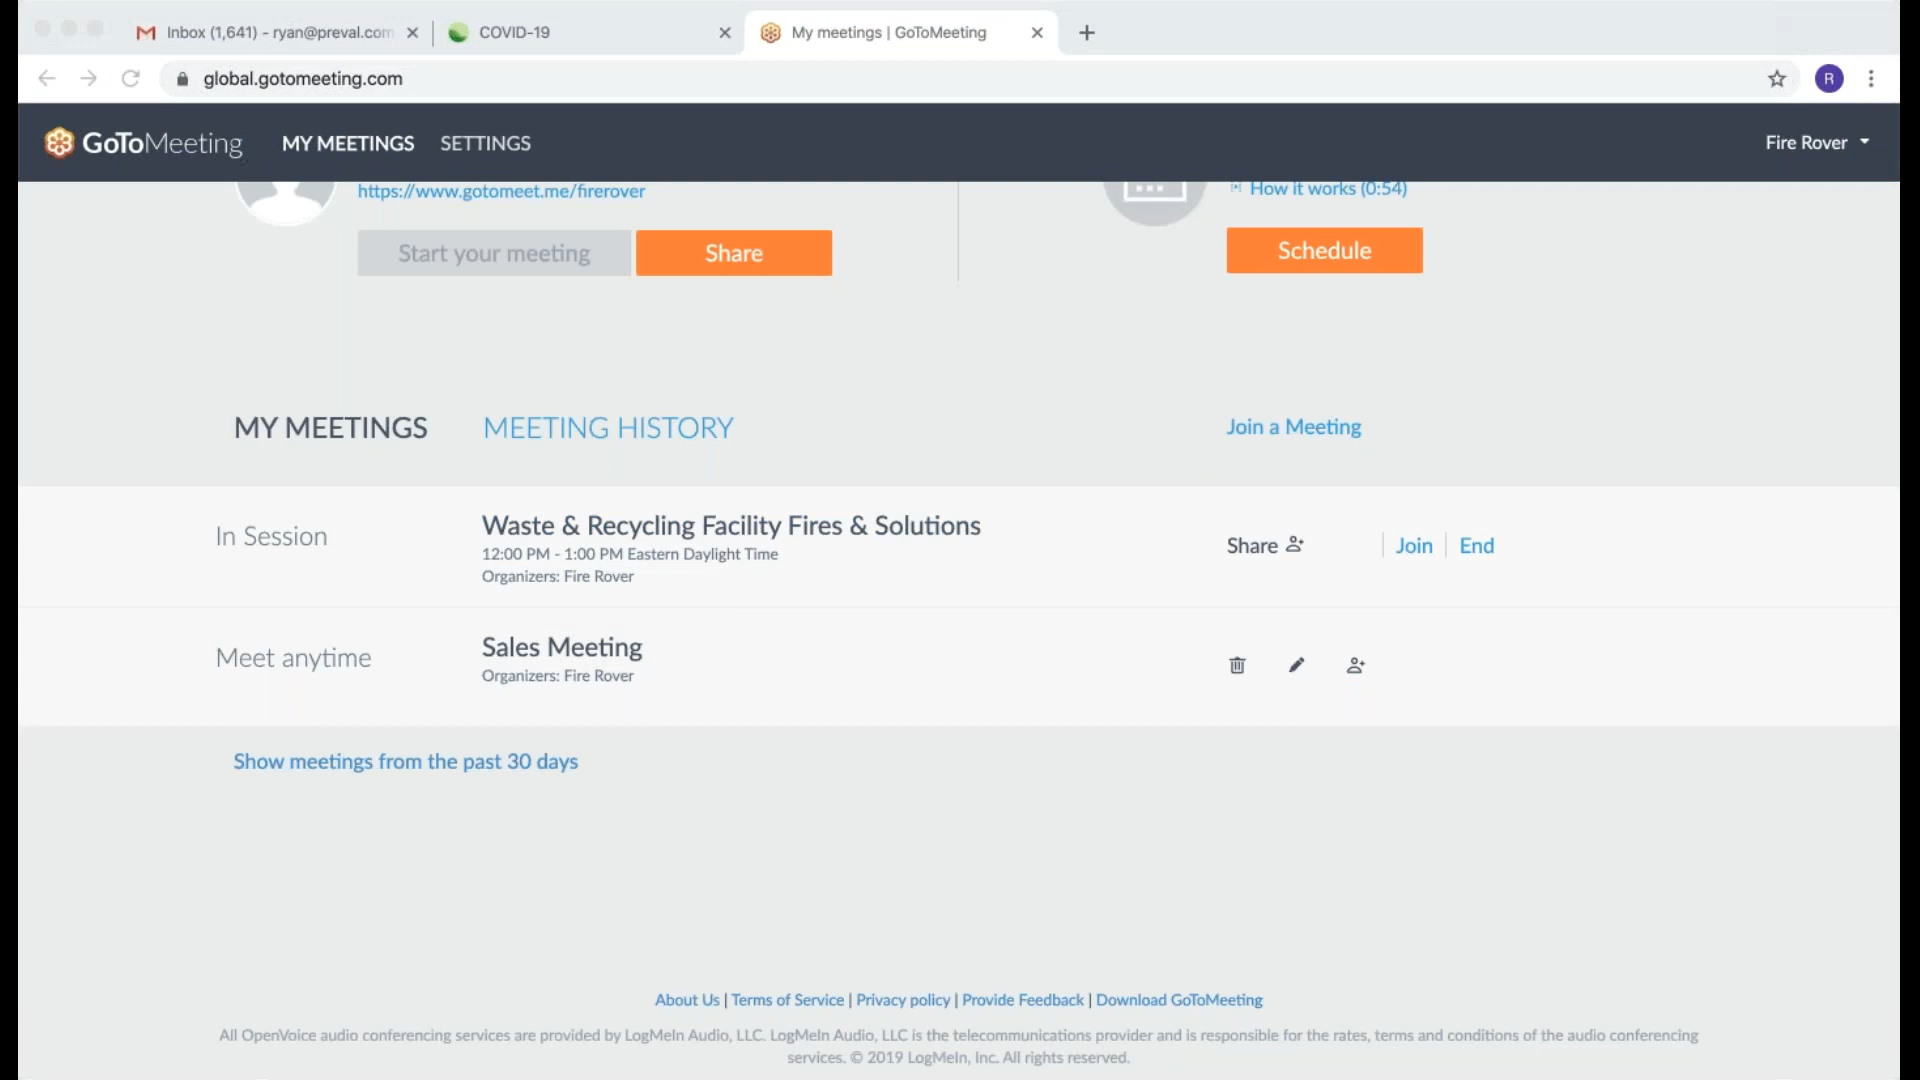 Inbox (1,641) - ryan@preval.com
COVID-19
My meetings | GoToMeeting
global.gotomeeting.com
R
GoToMeeting
MY MEETINGS
SETTINGS
Fire Rover
https://www.gotomeet.me/firerover
How it works (0:54)
Start your meeting
Share
Schedule
MY MEETINGS
MEETING HISTORY
Join a Meeting
In Session
Waste & Recycling Facility Fires & Solutions
12:00 PM - 1:00 PM Eastern Daylight Time
Organizers: Fire Rover
Share
Join
End
Meet anytime
Sales Meeting
Organizers: Fire Rover
Show meetings from the past 30 days
About Us | Terms of Service | Privacy policy | Provide Feedback | Download GoToMeeting
All OpenVoice audio conferencing services are provided by LogMeIn Audio, LLC. LogMeIn Audio, LLC is the telecommunications provider and is responsible for the rates, terms and conditions of the audio conferencing
services. © 2019 LogMeIn, Inc. All rights reserved.